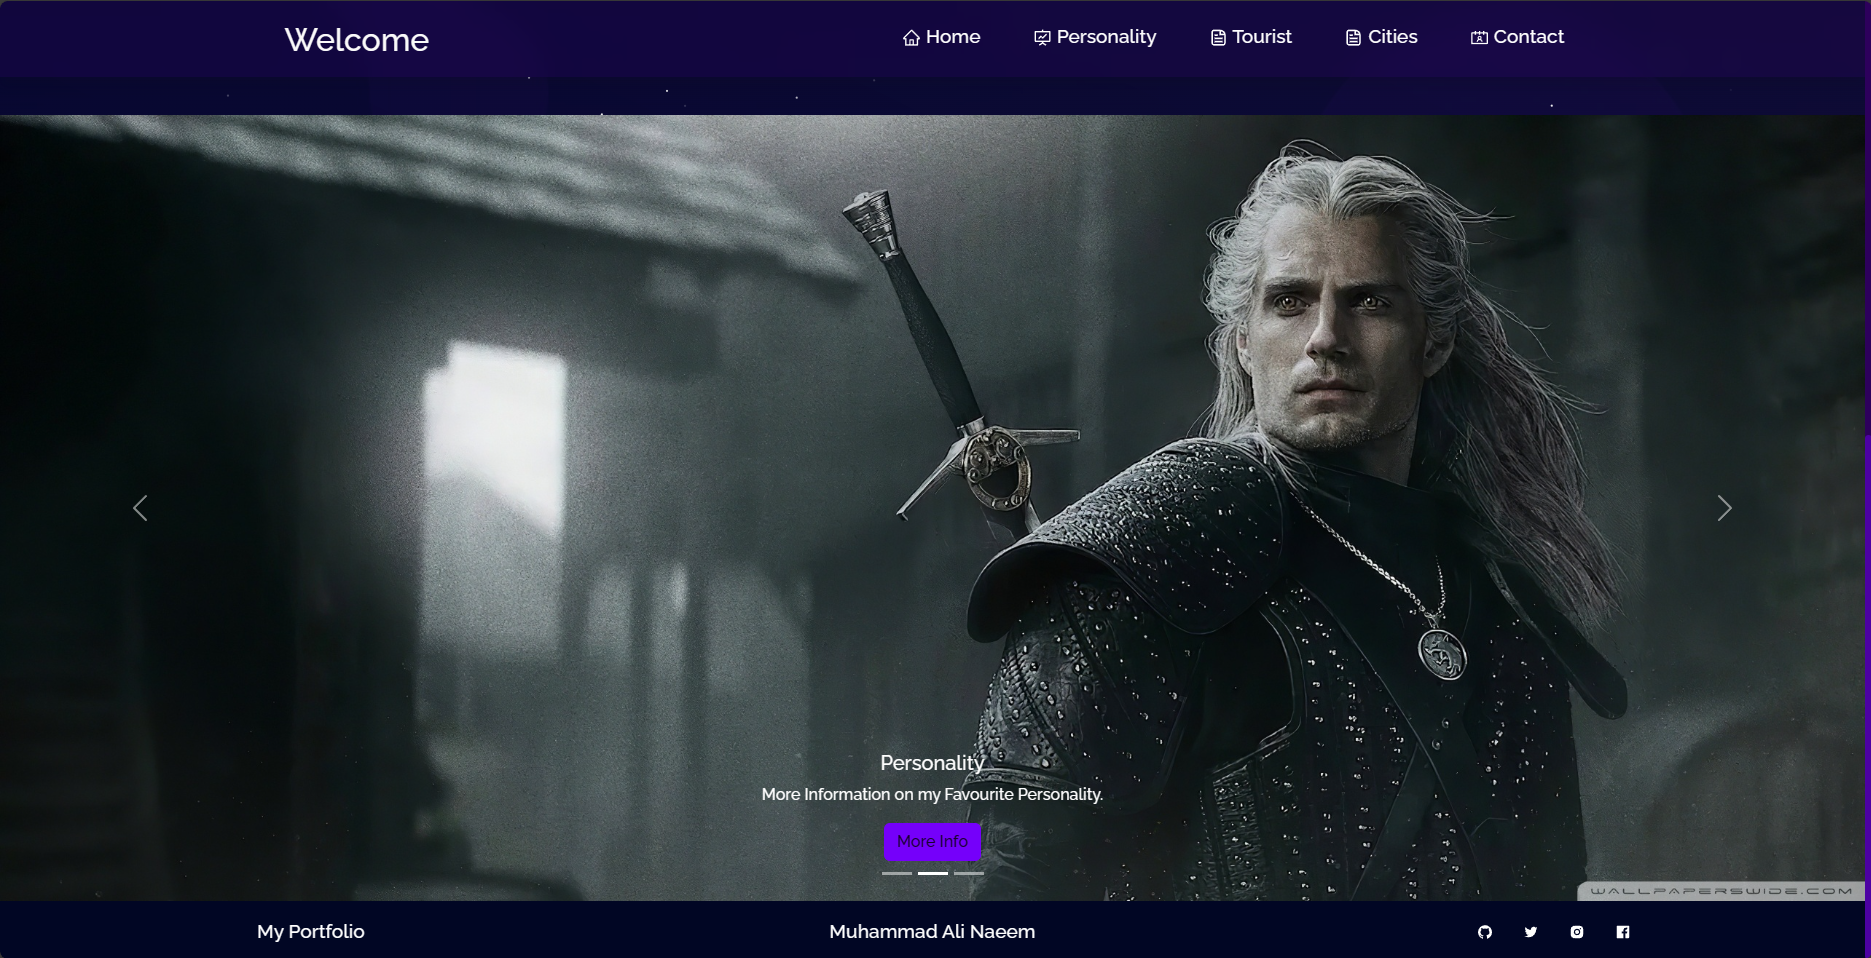 Welcome
Home
Personality
Tourist
Cities
Contact
Personality
More Information on my Favourite Personality.
More Info
WALLPAPERSWIDE.COM
My Portfolio
Muhammad Ali Naeem